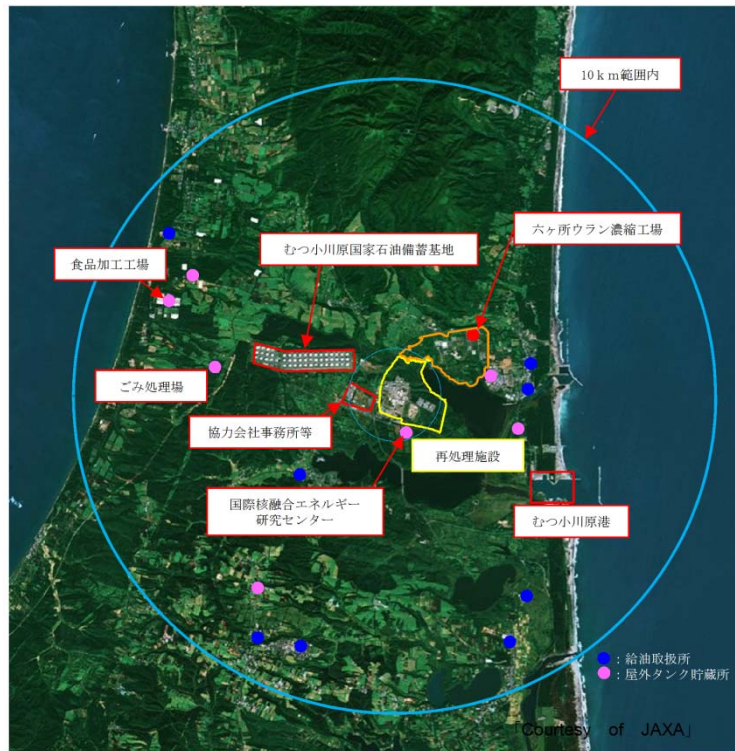 10km範囲内
六ヶ所ウラン濃縮工場
むつ小川原国家石油備蓄基地
食品加工工場
ごみ処理場
協力会社事務所等
再処理施設
国際核融合エネルギー
研究センター
むつ小川原港
：給油取扱所
：屋外タンク貯蔵所
「Courtesy of JAXA」